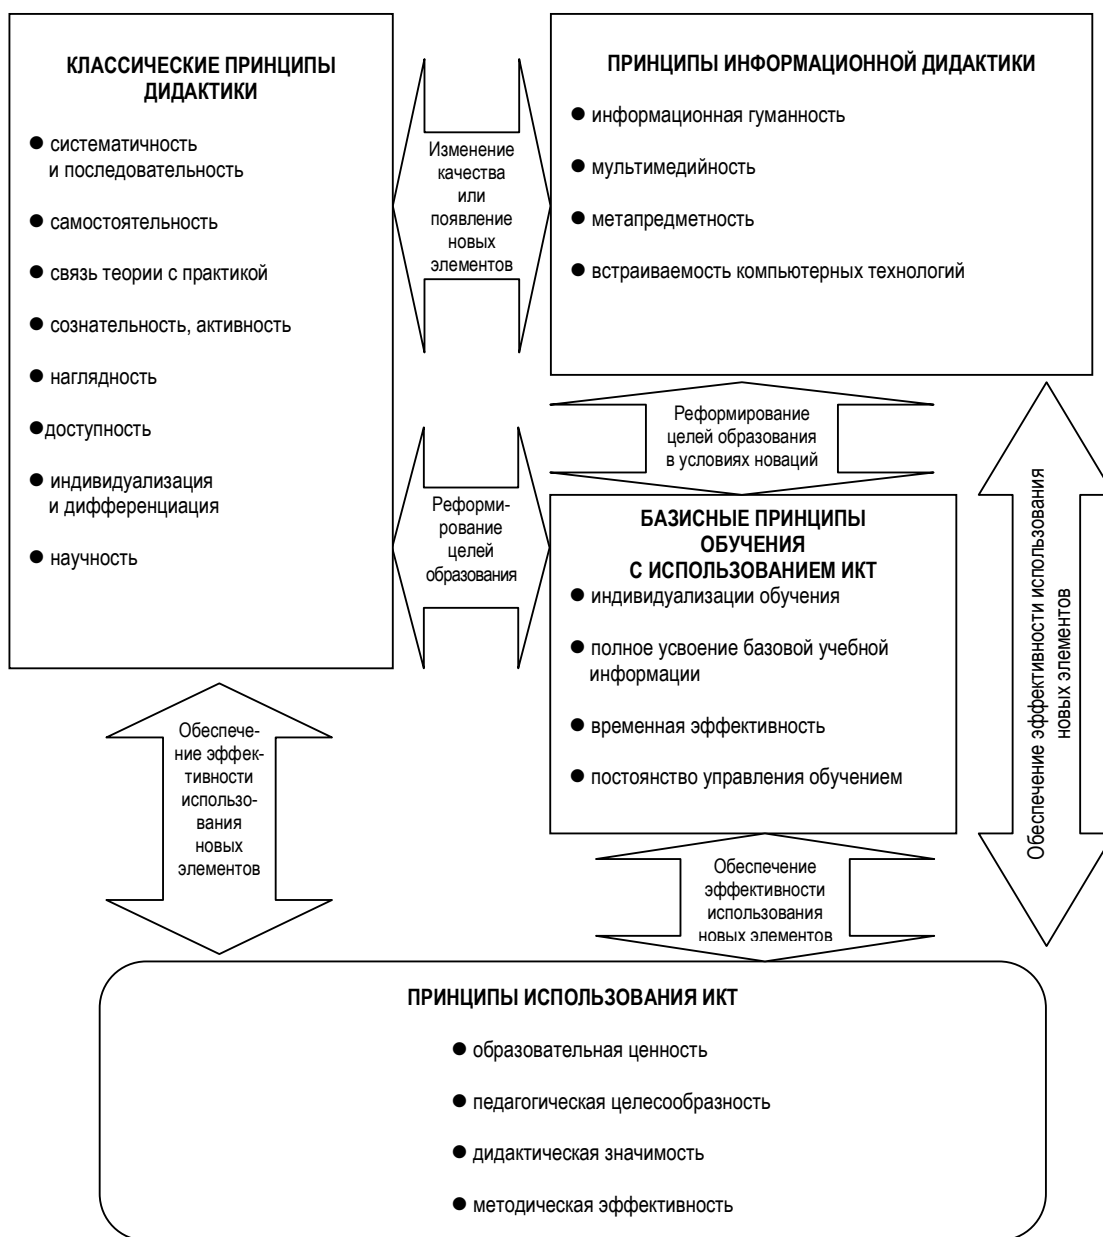 КЛАССИЧЕСКИЕ ПРИНЦИПЫ
ДИДАКТИКИ
● систематичность
и последовательность
● самостоятельность
● связь теории с практикой
● сознательность, активность
● наглядность
●доступность
● индивидуализация
и дифференциация
● научность
Изменение
качества
или
появление
новых
элементов
ПРИНЦИПЫ ИНФОРМАЦИОННОЙ ДИДАКТИКИ
● информационная гуманность
● мультимедийность
● метапредметность
● встраиваемость компьютерных технологий
Реформи-
рование
целей
образования
Реформирование
целей образования
в условиях новаций
БАЗИСНЫЕ ПРИНЦИПЫ
ОБУЧЕНИЯ
С ИСПОЛЬЗОВАНИЕМ ИКТ
● индивидуализации обучения
● полное усвоение базовой учебной
информации
● временная эффективность
● постоянство управления обучением
Обеспечение эффективности использования
новых элементов
Обеспече-
ние эффек-
тивности
использо-
вания
новых
элементов
Обеспечение
эффективности
использования
новых элементов
ПРИНЦИПЫ ИСПОЛЬЗОВАНИЯ ИКТ
● образовательная ценность
● педагогическая целесообразность
● дидактическая значимость
● методическая эффективность